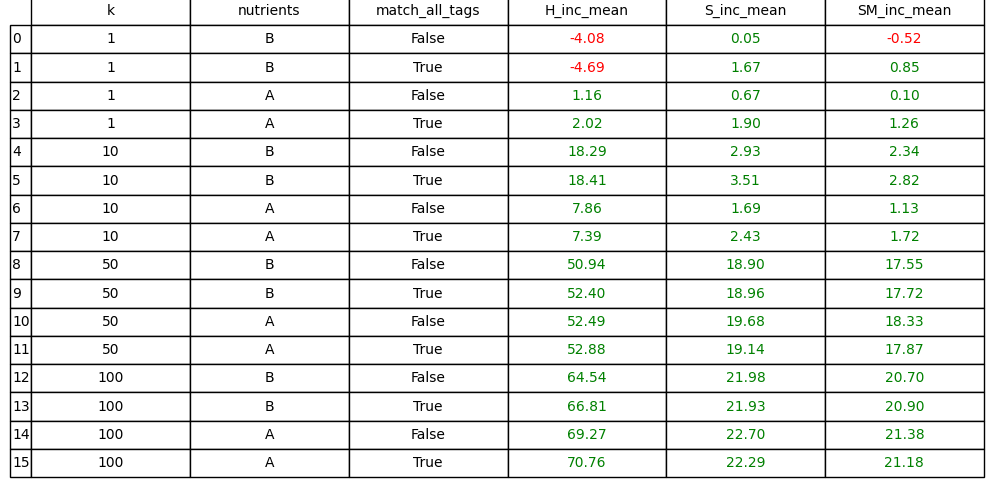 k nutrients match_all_tags H_inc_mean S_inc_mean SM_inc_mean
0 1 B False -4.08 0.05 -0.52
1 1 B True -4.69 1.67 0.85
2 1 A False 1.16 0.67 0.10
3 1 A True 2.02 1.90 1.26
4 10 B False 18.29 2.93 2.34
5 10 B True 18.41 3.51 2.82
6 10 A False 7.86 1.69 1.13
7 10 A True 7.39 2.43 1.72
8 50 B False 50.94 18.90 17.55
9 50 B True 52.40 18.96 17.72
10 50 A False 52.49 19.68 18.33
11 50 A True 52.88 19.14 17.87
12 100 B False 64.54 21.98 20.70
13 100 B True 66.81 21.93 20.90
14 100 A False 69.27 22.70 21.38
15 100 A True 70.76 22.29 21.18